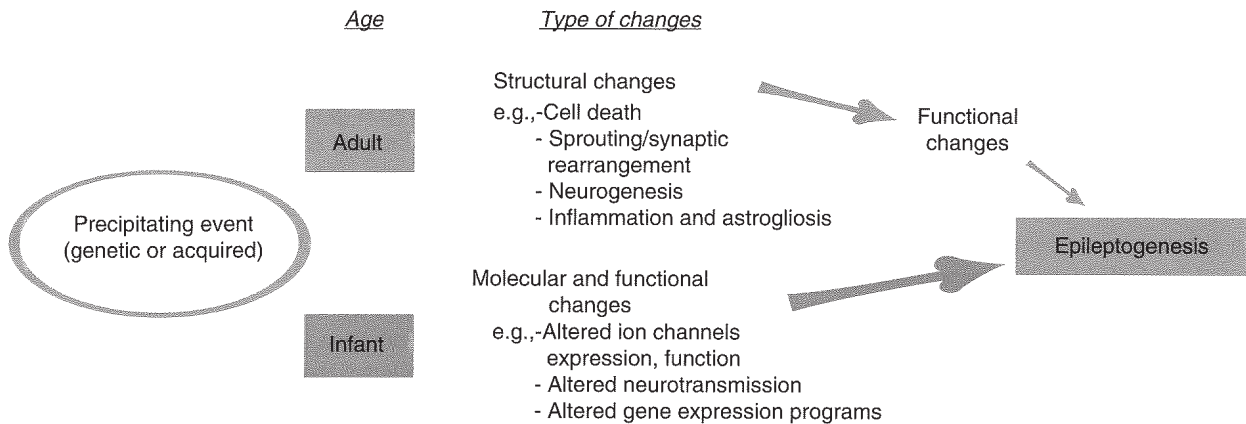 Age
Type of changes
Precipitating event
(genetic or acquired)
Adult
Infant
Structural changes
e.g.,-Cell death
- Sprouting/synaptic
rearrangement
- Neurogenesis
- Inflammation and astrogliosis
Molecular and functional
changes
e.g.,-Altered ion channels
expression, function
- Altered neurotransmission
- Altered gene expression programs
Functional
changes
Epileptogenesis